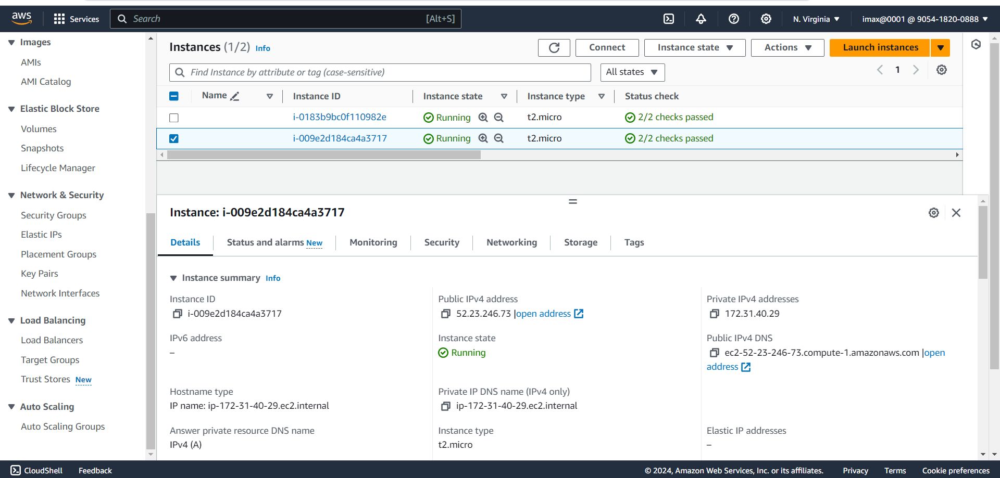 aws
Services
Search
[Alt+S]
N. Virginia
imax@0001 @ 9054-1820-0888
Images
AMIs
AMI Catalog
Elastic Block Store
Volumes
Snapshots
Lifecycle Manager
Network & Security
Security Groups
Elastic IPs
Placement Groups
Key Pairs
Network Interfaces
Load Balancing
Load Balancers
Target Groups
Trust Stores New
Auto Scaling
Auto Scaling Groups
Instances (1/2) Info
Connect
Instance state
Actions
Launch instances
Find Instance by attribute or tag (case-sensitive)
All states
1
Name Instance ID Instance state Instance type Status check
i-0183b9bc0f110982e Running t2.micro 2/2 checks passed
i-009e2d184ca4a3717 Running t2.micro 2/2 checks passed
Instance: i-009e2d184ca4a3717
Details Status and alarms New Monitoring Security Networking Storage Tags
Instance summary Info
Instance ID
i-009e2d184ca4a3717
Public IPv4 address
52.23.246.73 |open address
Private IPv4 addresses
172.31.40.29
IPv6 address
–
Instance state
Running
Public IPv4 DNS
ec2-52-23-246-73.compute-1.amazonaws.com |open
address
Hostname type
IP name: ip-172-31-40-29.ec2.internal
Private IP DNS name (IPv4 only)
ip-172-31-40-29.ec2.internal
Answer private resource DNS name
IPv4 (A)
Instance type
t2.micro
Elastic IP addresses
–
CloudShell
Feedback
© 2024, Amazon Web Services, Inc. or its affiliates.
Privacy
Terms
Cookie preferences